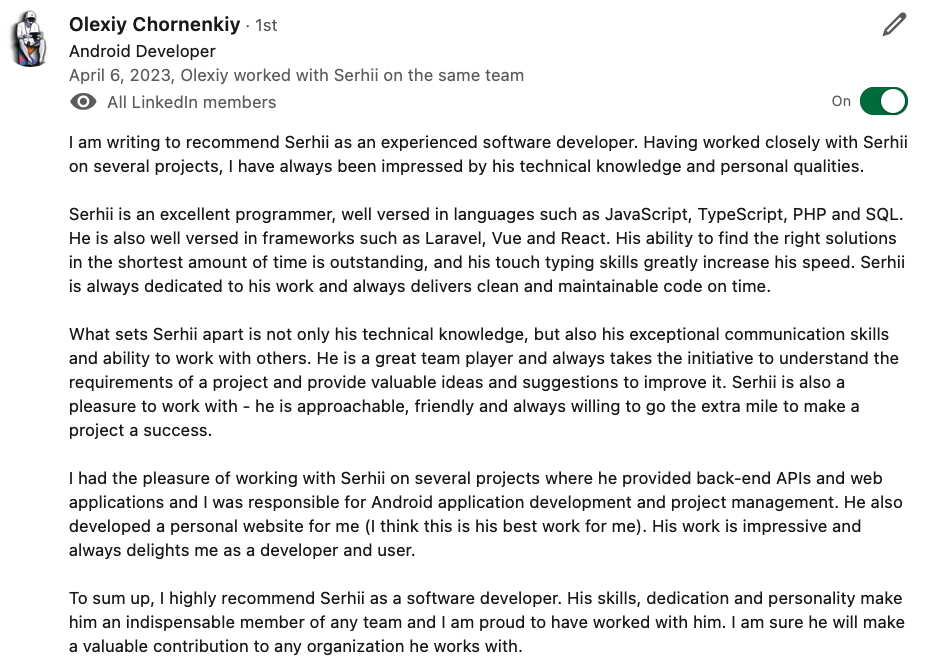 Olexiy Chornenkiy · 1st
Android Developer
April 6, 2023, Olexiy worked with Serhii on the same team
All LinkedIn members
On
I am writing to recommend Serhii as an experienced software developer. Having worked closely with Serhii
on several projects, I have always been impressed by his technical knowledge and personal qualities.
Serhii is an excellent programmer, well versed in languages such as JavaScript, TypeScript, PHP and SQL.
He is also well versed in frameworks such as Laravel, Vue and React. His ability to find the right solutions
in the shortest amount of time is outstanding, and his touch typing skills greatly increase his speed. Serhii
is always dedicated to his work and always delivers clean and maintainable code on time.
What sets Serhii apart is not only his technical knowledge, but also his exceptional communication skills
and ability to work with others. He is a great team player and always takes the initiative to understand the
requirements of a project and provide valuable ideas and suggestions to improve it. Serhii is also a
pleasure to work with - he is approachable, friendly and always willing to go the extra mile to make a
project a success.
I had the pleasure of working with Serhii on several projects where he provided back-end APIs and web
applications and I was responsible for Android application development and project management. He also
developed a personal website for me (I think this is his best work for me). His work is impressive and
always delights me as a developer and user.
To sum up, I highly recommend Serhii as a software developer. His skills, dedication and personality make
him an indispensable member of any team and I am proud to have worked with him. I am sure he will make
a valuable contribution to any organization he works with.